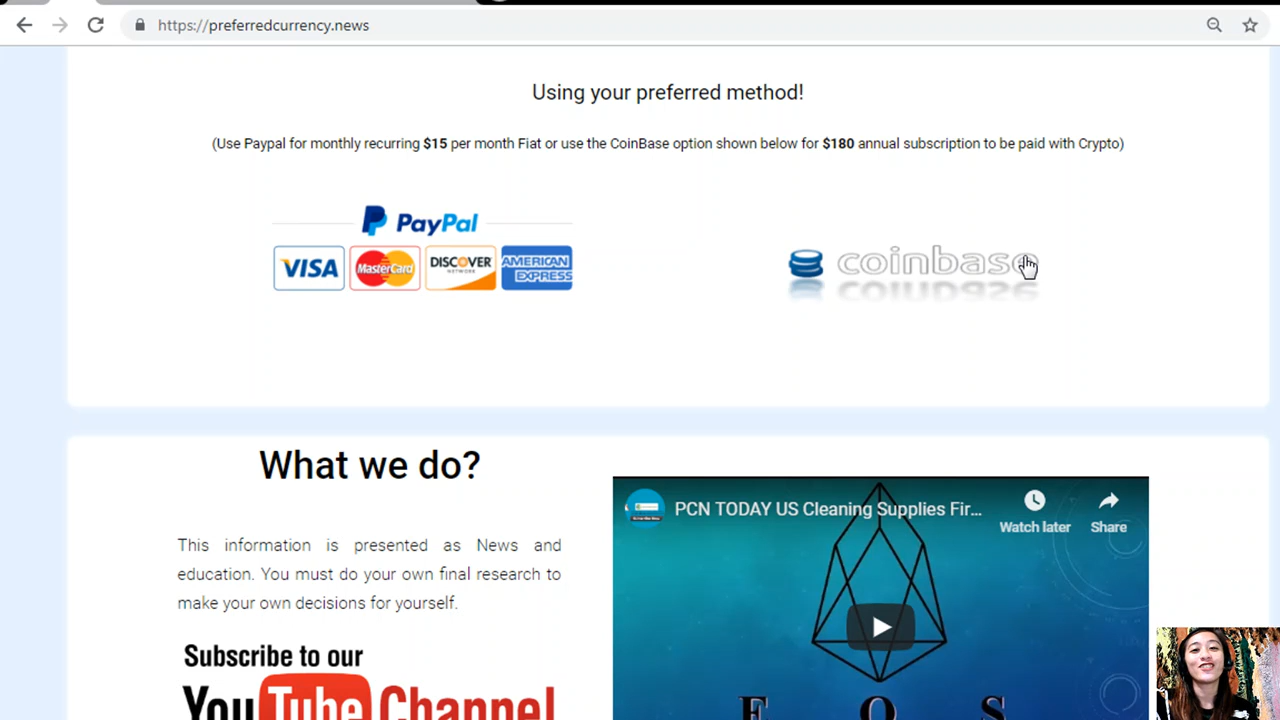 https://preferredcurrency.news
Using your preferred method!
(Use Paypal for monthly recurring $15 per month Fiat or use the CoinBase option shown below for $180 annual subscription to be paid with Crypto)
PayPal
VISA MasterCard DISCOVER NETWORK AMERICAN EXPRESS
coinbase
What we do?
This information is presented as News and
education. You must do your own final research to
make your own decisions for yourself.
Subscribe to our
YouTube Channel
PCN TODAY US Cleaning Supplies Fir...
Watch later Share
E O S